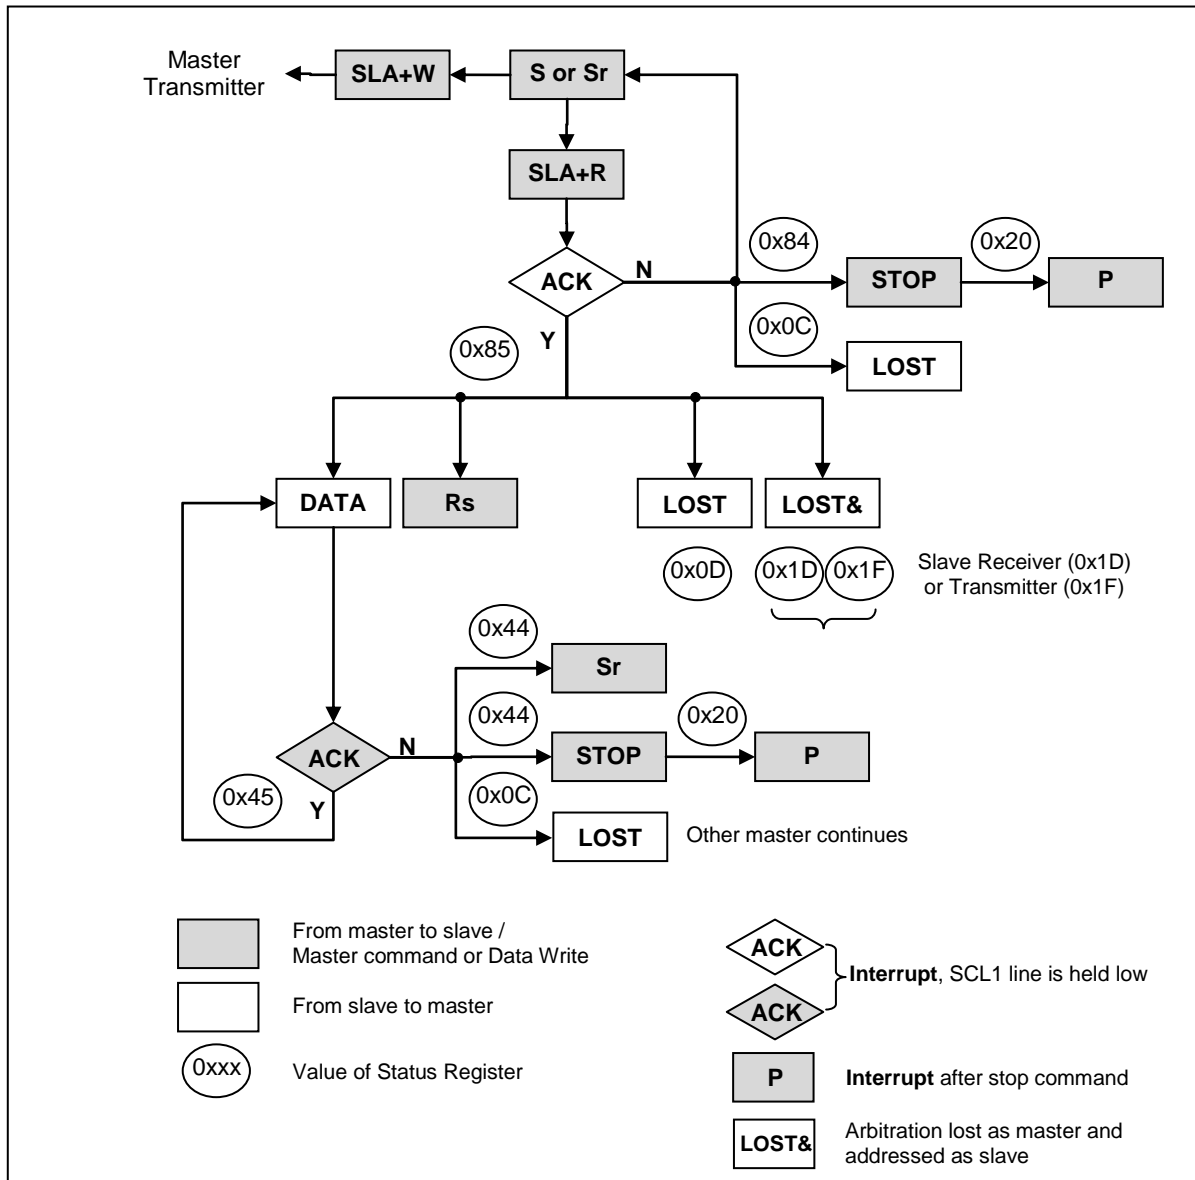 Master
Transmitter
SLA+W
S or Sr
SLA+R
ACK
N
Y
0x84
STOP
0x20
P
0x0C
LOST
0x85
DATA
Rs
LOST
LOST&
0x0D
0x1D
0x1F
Slave Receiver (0x1D)
or Transmitter (0x1F)
0x44
Sr
ACK
N
0x44
STOP
0x20
P
0x45
Y
0x0C
LOST
Other master continues
From master to slave /
Master command or Data Write
From slave to master
0xxx
Value of Status Register
ACK
ACK
Interrupt, SCL1 line is held low
P
Interrupt after stop command
LOST&
Arbitration lost as master and
addressed as slave